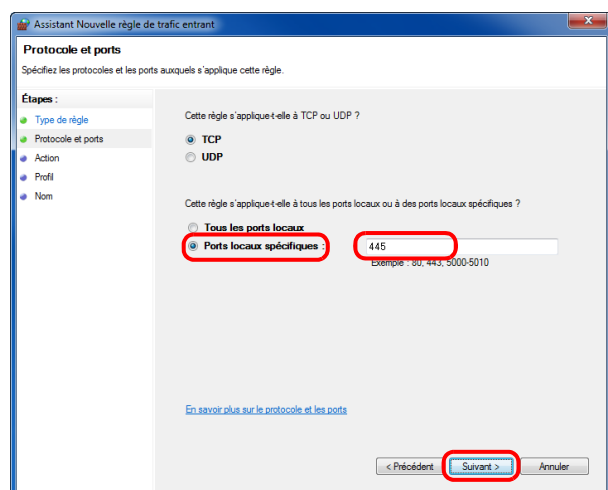 Assistant Nouvelle règle de trafic entrant
Protocole et ports
Spécifiez les protocoles et les ports auxquels s'applique cette règle.
Étapes :
Type de règle
Protocole et ports
Action
Profil
Nom
Cette règle s'applique-t-elle à TCP ou UDP ?
TCP
UDP
Cette règle s'applique-t-elle à tous les ports locaux ou à des ports locaux spécifiques ?
Tous les ports locaux
Ports locaux spécifiques :
445
Exemple : 80, 443, 5000-5010
En savoir plus sur le protocole et les ports
< Précédent
Suivant >
Annuler